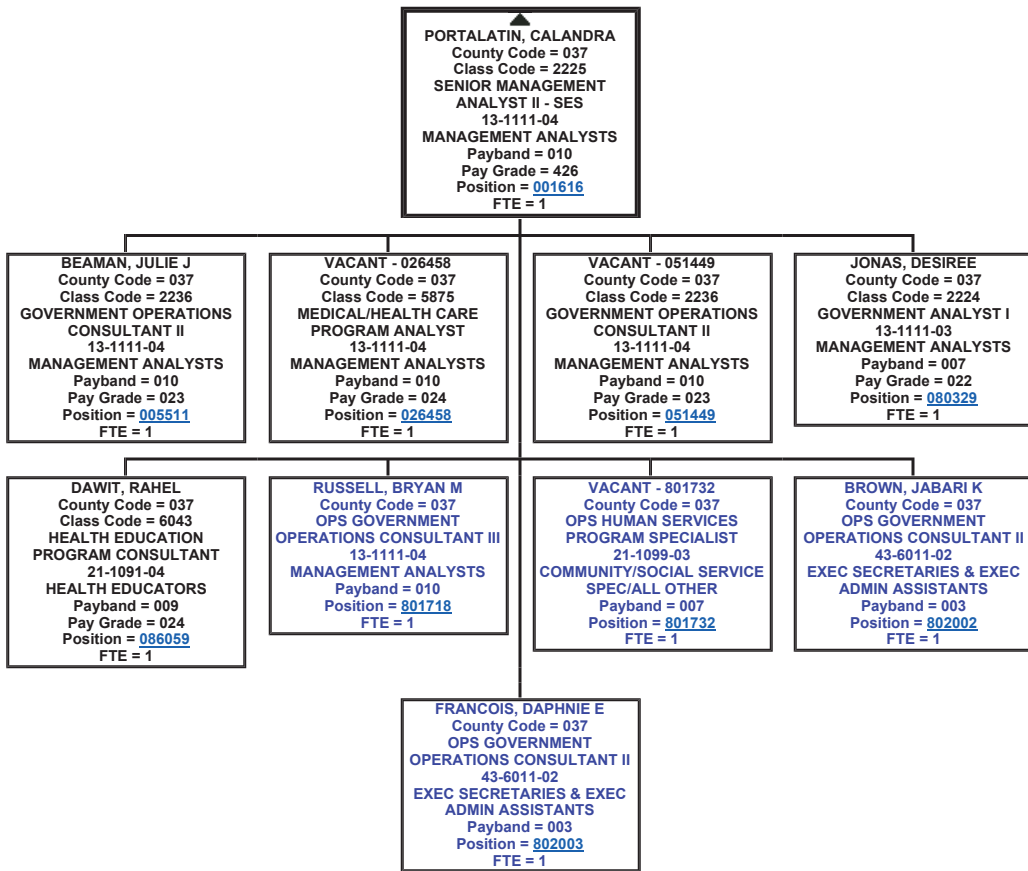 PORTALATIN, CALANDRA
County Code = 037
Class Code = 2225
SENIOR MANAGEMENT
ANALYST II - SES
13-1111-04
MANAGEMENT ANALYSTS
Payband = 010
Pay Grade = 426
Position = 001616
FTE = 1
BEAMAN, JULIE J
County Code = 037
Class Code = 2236
GOVERNMENT OPERATIONS
CONSULTANT II
13-1111-04
MANAGEMENT ANALYSTS
Payband = 010
Pay Grade = 023
Position = 005511
FTE = 1
VACANT - 026458
County Code = 037
Class Code = 5875
MEDICAL/HEALTH CARE
PROGRAM ANALYST
13-1111-04
MANAGEMENT ANALYSTS
Payband = 010
Pay Grade = 024
Position = 026458
FTE = 1
VACANT - 051449
County Code = 037
Class Code = 2236
GOVERNMENT OPERATIONS
CONSULTANT II
13-1111-04
MANAGEMENT ANALYSTS
Payband = 010
Pay Grade = 023
Position = 051449
FTE = 1
JONAS, DESIREE
County Code = 037
Class Code = 2224
GOVERNMENT ANALYST I
13-1111-03
MANAGEMENT ANALYSTS
Payband = 007
Pay Grade = 022
Position = 080329
FTE = 1
DAWIT, RAHEL
County Code = 037
Class Code = 6043
HEALTH EDUCATION
PROGRAM CONSULTANT
21-1091-04
HEALTH EDUCATORS
Payband = 009
Pay Grade = 024
Position = 086059
FTE = 1
RUSSELL, BRYAN M
County Code = 037
OPS GOVERNMENT
OPERATIONS CONSULTANT III
13-1111-04
MANAGEMENT ANALYSTS
Payband = 010
Position = 801718
FTE = 1
VACANT - 801732
County Code = 037
OPS HUMAN SERVICES
PROGRAM SPECIALIST
21-1099-03
COMMUNITY/SOCIAL SERVICE
SPEC/ALL OTHER
Payband = 007
Position = 801732
FTE = 1
BROWN, JABARI K
County Code = 037
OPS GOVERNMENT
OPERATIONS CONSULTANT II
43-6011-02
EXEC SECRETARIES & EXEC
ADMIN ASSISTANTS
Payband = 003
Position = 802002
FTE = 1
FRANCOIS, DAPHNIE E
County Code = 037
OPS GOVERNMENT
OPERATIONS CONSULTANT II
43-6011-02
EXEC SECRETARIES & EXEC
ADMIN ASSISTANTS
Payband = 003
Position = 802003
FTE = 1